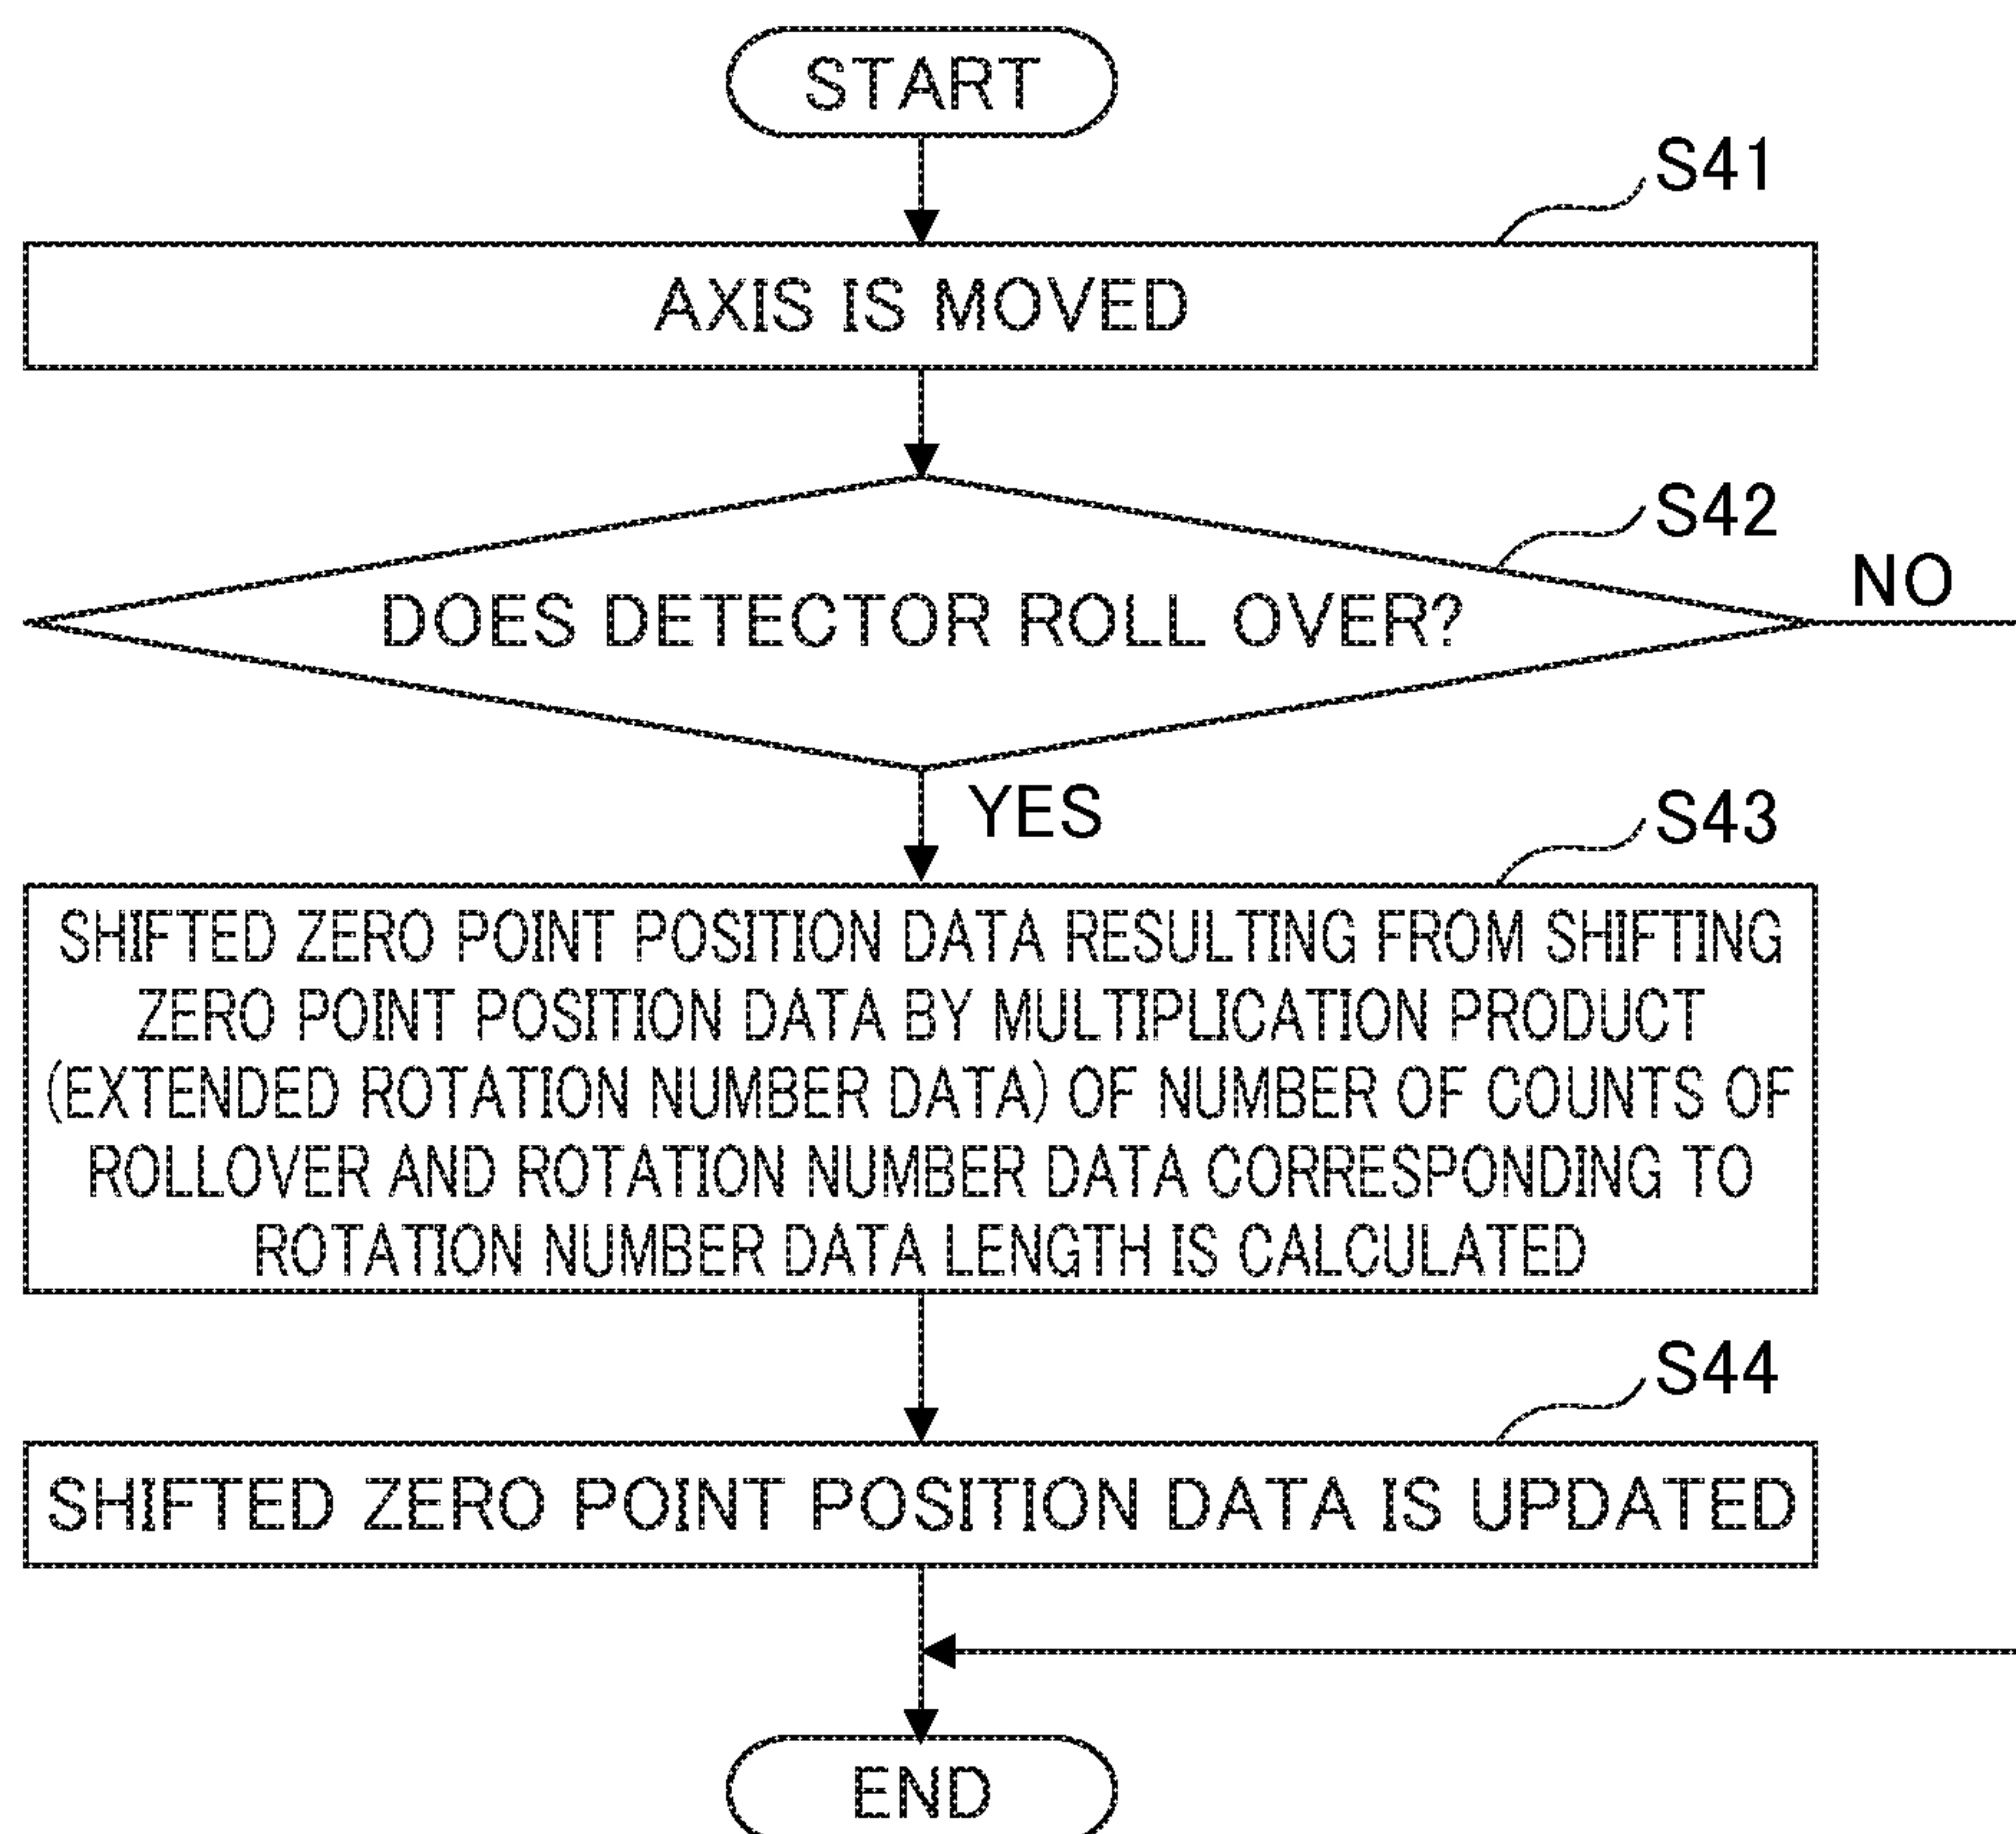 START
S41
AXIS IS MOVED
S42
DOES DETECTOR ROLL OVER?
NO
YES
S43
SHIFTED ZERO POINT POSITION DATA RESULTING FROM SHIFTING
ZERO POINT POSITION DATA BY MULTIPLICATION PRODUCT
(EXTENDED ROTATION NUMBER DATA) OF NUMBER OF COUNTS OF
ROLLOVER AND ROTATION NUMBER DATA CORRESPONDING TO
ROTATION NUMBER DATA LENGTH IS CALCULATED
S44
SHIFTED ZERO POINT POSITION DATA IS UPDATED
END